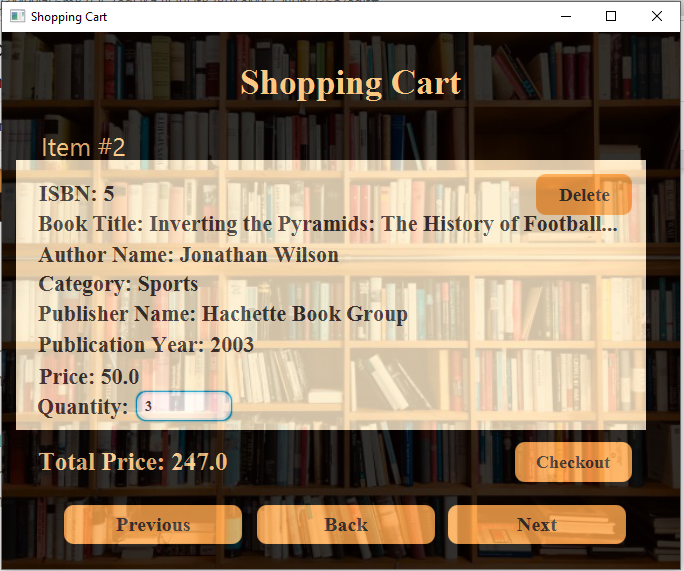 Shopping Cart
Shopping Cart
Item #2
ISBN: 5
Delete
Book Title: Inverting the Pyramids: The History of Football...
Author Name: Jonathan Wilson
Category: Sports
Publisher Name: Hachette Book Group
Publication Year: 2003
Price: 50.0
Quantity: 3
Total Price: 247.0
Checkout
Previous
Back
Next